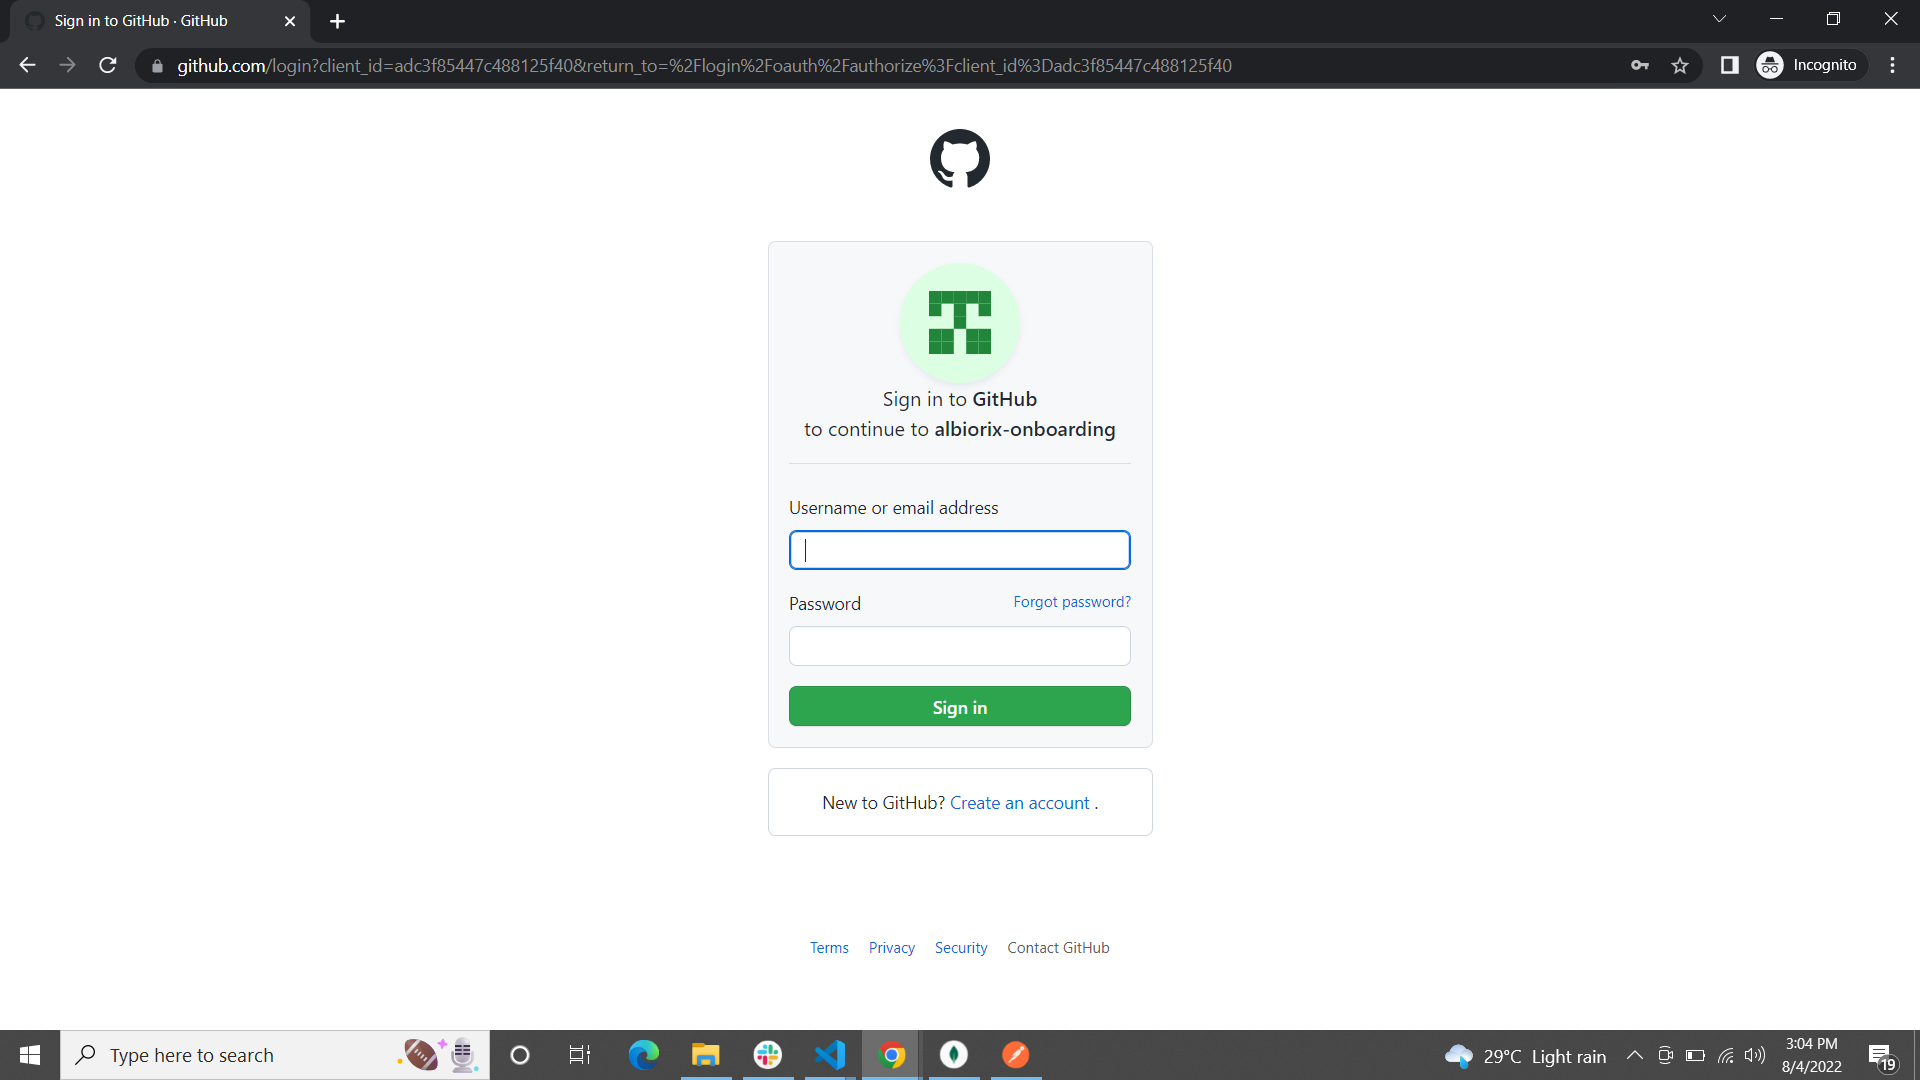 Sign in to GitHub · GitHub
github.com/login?client_id=adc3f85447c488125f40&return_to=%2Flogin%2Foauth%2Fauthorize%3Fclient_id%3Dadc3f85447c488125f40
Incognito
Sign in to GitHub
to continue to albiorix-onboarding
Username or email address
Password
Forgot password?
Sign in
New to GitHub? Create an account .
Terms Privacy Security Contact GitHub
Type here to search
29°C Light rain
3:04 PM
8/4/2022
19